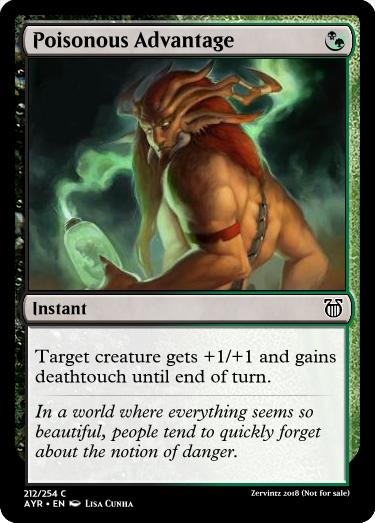 Poisonous Advantage
Instant
Target creature gets +1/+1 and gains
deathtouch until end of turn.
In a world where everything seems so
beautiful, people tend to quickly forget
about the notion of danger.
212/254 C
Zervintz 2018 (Not for sale)
AYR • EN Lisa Cunha